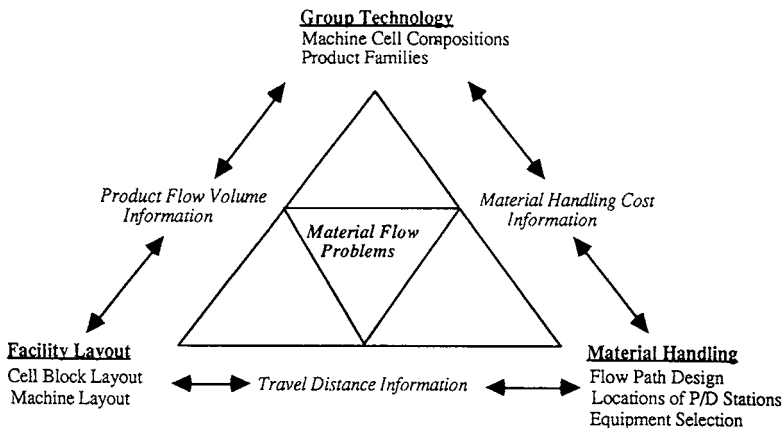 Group Technology
Machine Cell Compositions
Product Families
Product Flow Volume
Information
Material Handling Cost
Information
Material Flow
Problems
Facility Layout
Cell Block Layout
Machine Layout
Travel Distance Information
Material Handling
Flow Path Design
Locations of P/D Stations
Equipment Selection